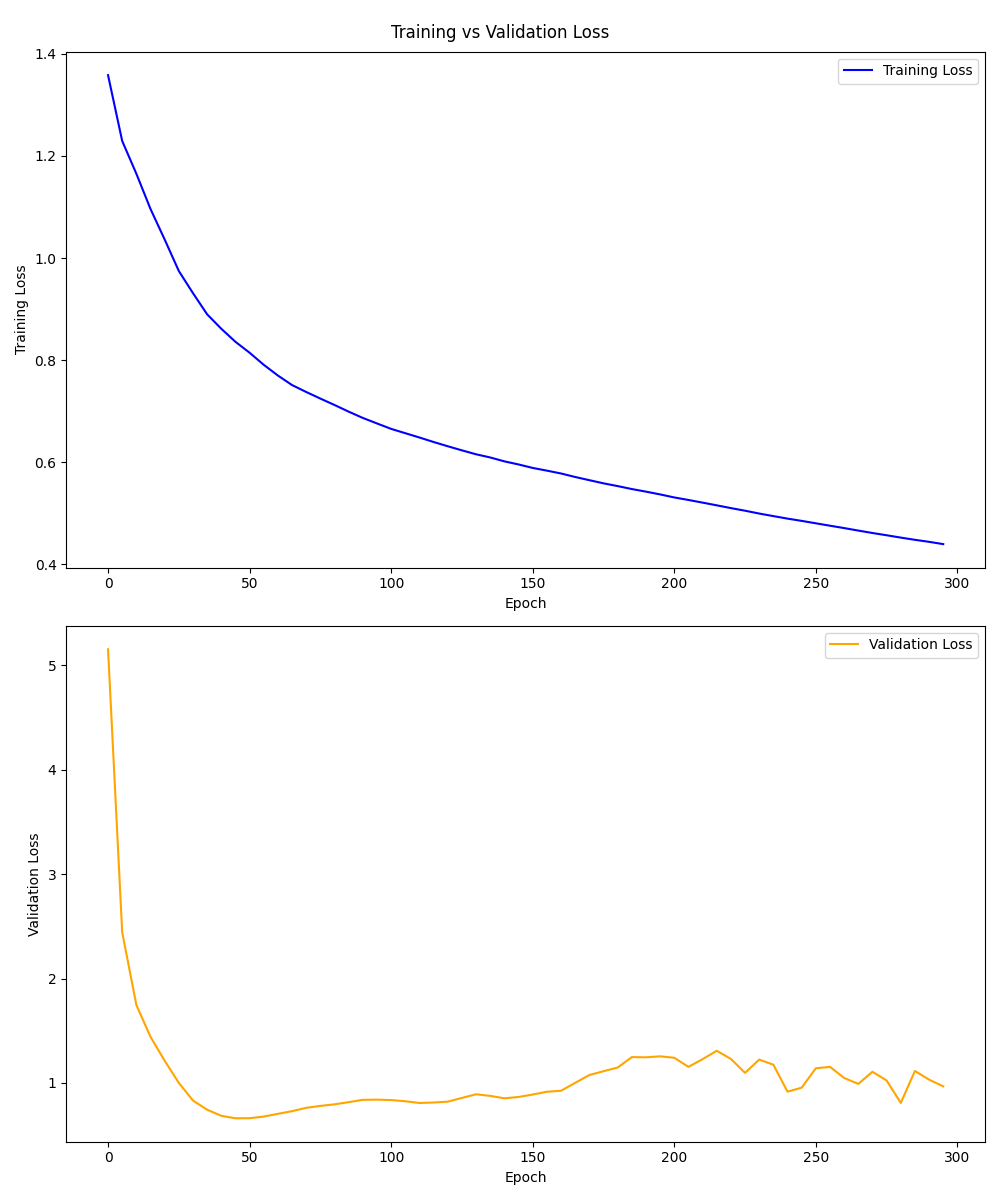 Training vs Validation Loss
1.4
1.2
1.0
0.8
0.6
0.4
Training Loss
Training Loss
0 50 100 150 200 250 300
Epoch
5
4
3
2
1
Validation Loss
Validation Loss
0 50 100 150 200 250 300
Epoch